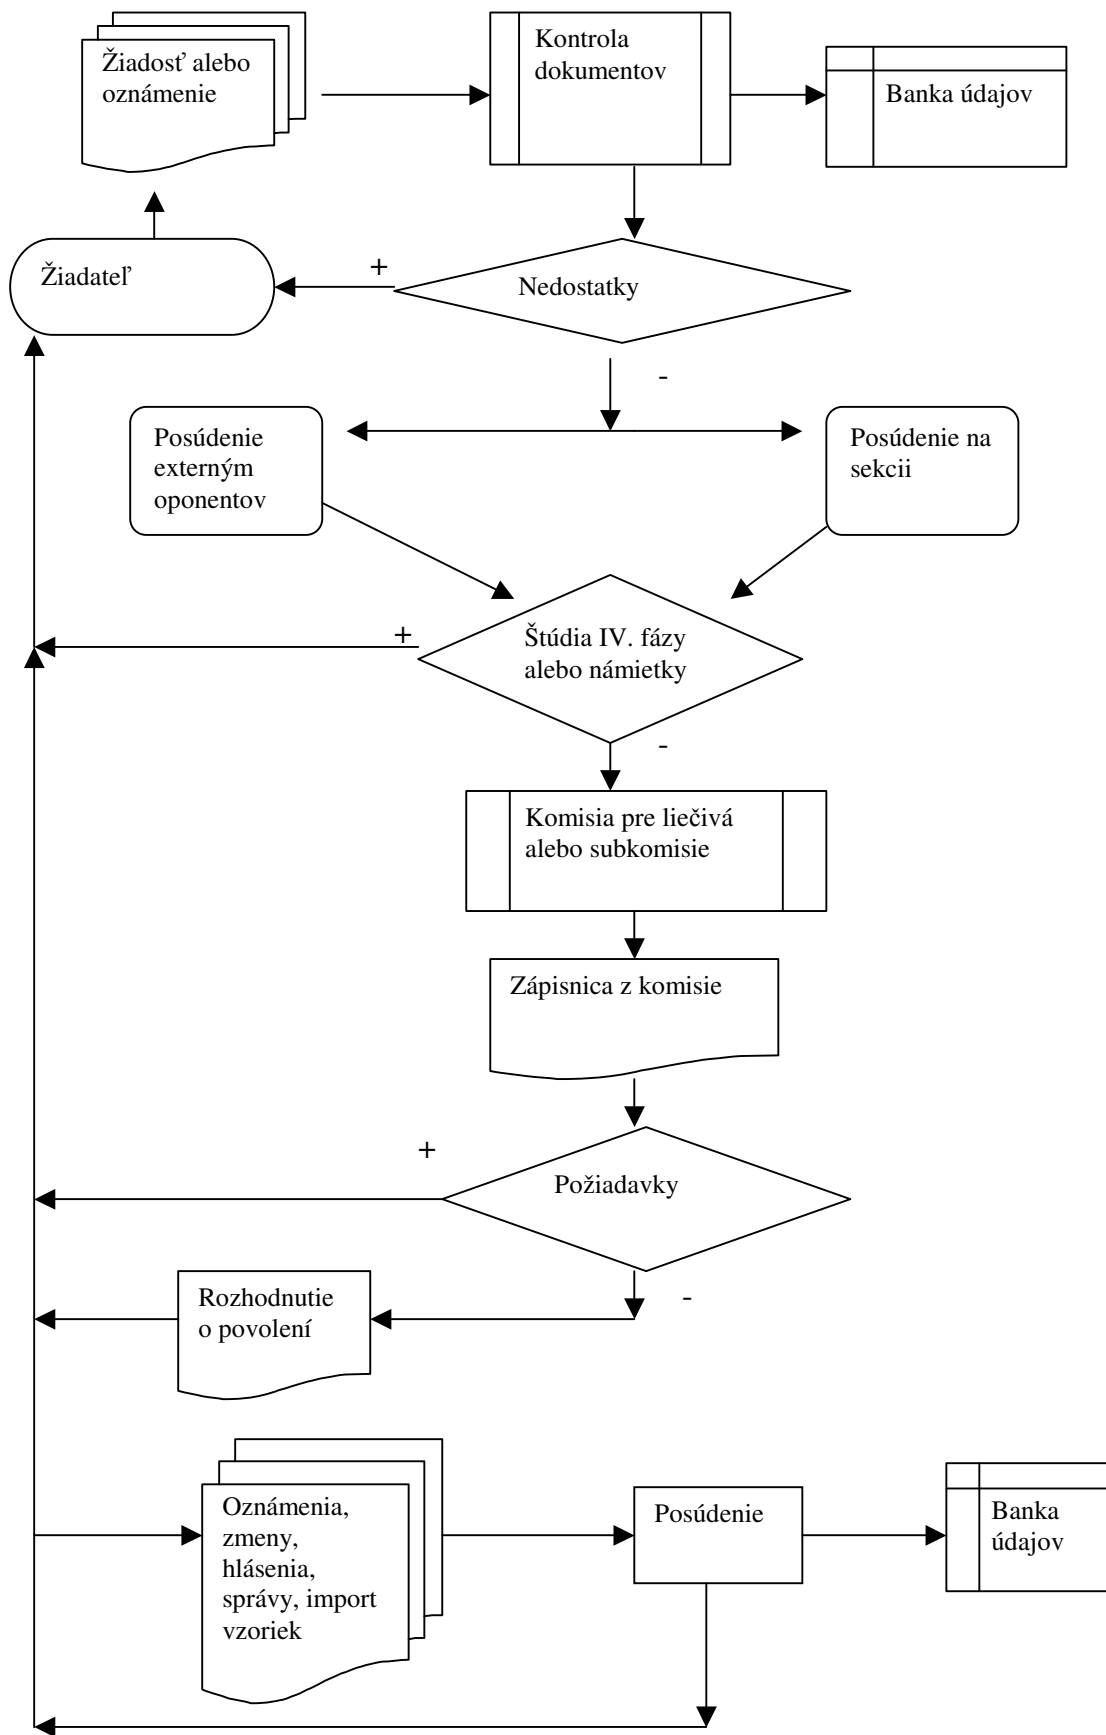 Žiadosť alebo
oznámenie
Kontrola
dokumentov
Banka údajov
Žiadateľ
+
Nedostatky
-
Posúdenie
externým
oponentov
Posúdenie na
sekcii
+
Štúdia IV. fázy
alebo námietky
-
Komisia pre liečivá
alebo subkomisie
Zápisnica z komisie
+
Požiadavky
Rozhodnutie
o povolení
-
Oznámenia,
zmeny,
hlásenia,
správy, import
vzoriek
Posúdenie
Banka
údajov